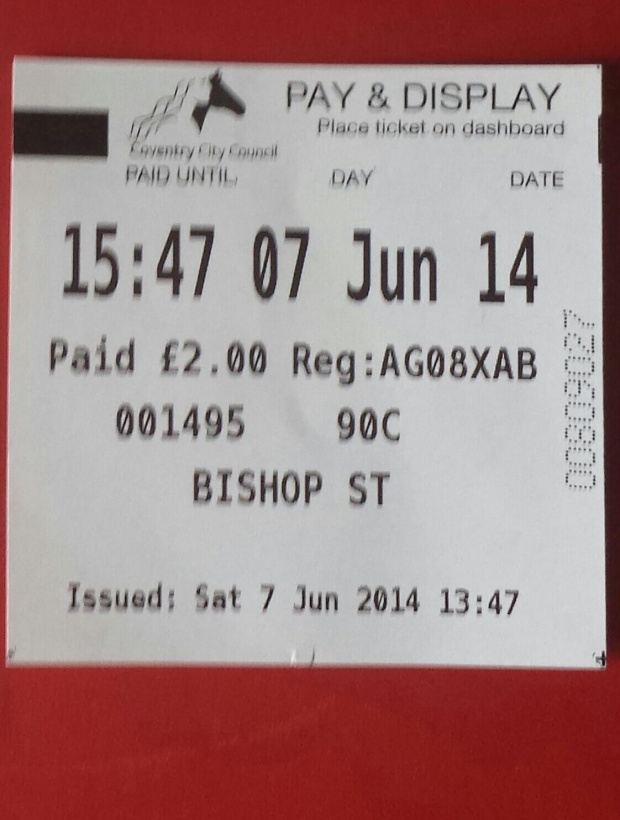 PAY & DISPLAY
Place ticket on dashboard
Coventry City Council
PAID UNTIL DAY DATE
15:47 07 Jun 14
Paid £2.00 Reg:AG08XAB
001495 90C
BISHOP ST
Issued: Sat 7 Jun 2014 13:47
00809027